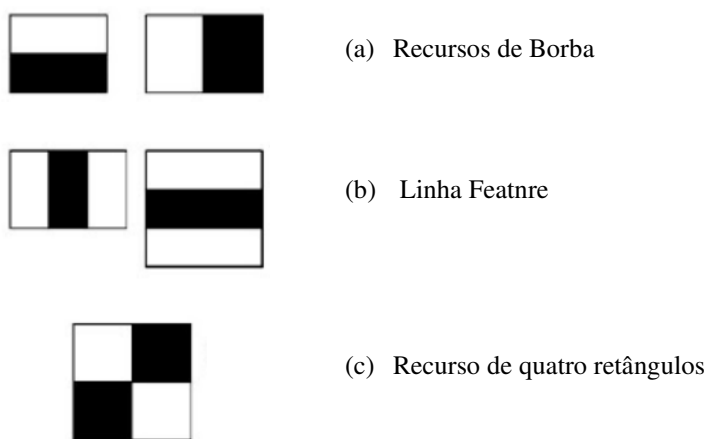 (a) Recursos de Borba
(b) Linha Featnre
(c) Recurso de quatro retângulos